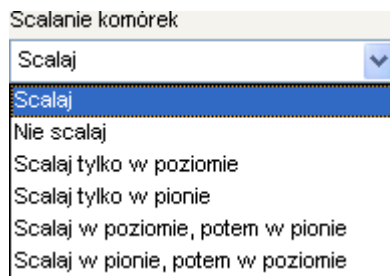 Scalanie komórek
Scalaj
Scalaj
Nie scalaj
Scalaj tylko w poziomie
Scalaj tylko w pionie
Scalaj w poziomie, potem w pionie
Scalaj w pionie, potem w poziomie